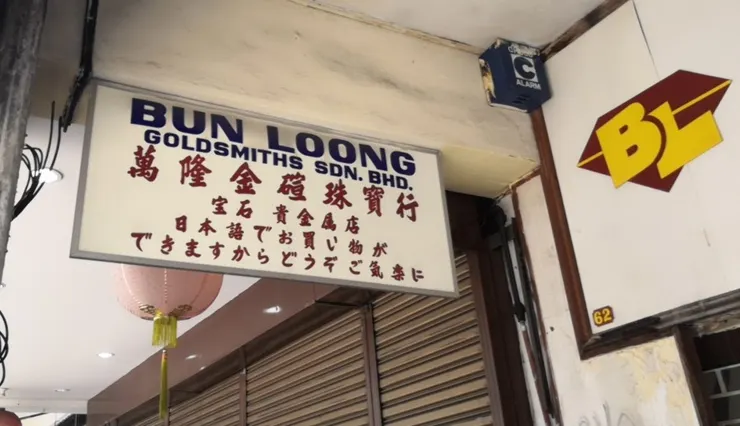 BUN LOONG
GOLDSMITHS SDN. BHD.
萬隆金磑珠寶行
宝石 貴金属店
日本語でお買い物が
できますからどうぞご気楽に
C
ALARM
BL
62